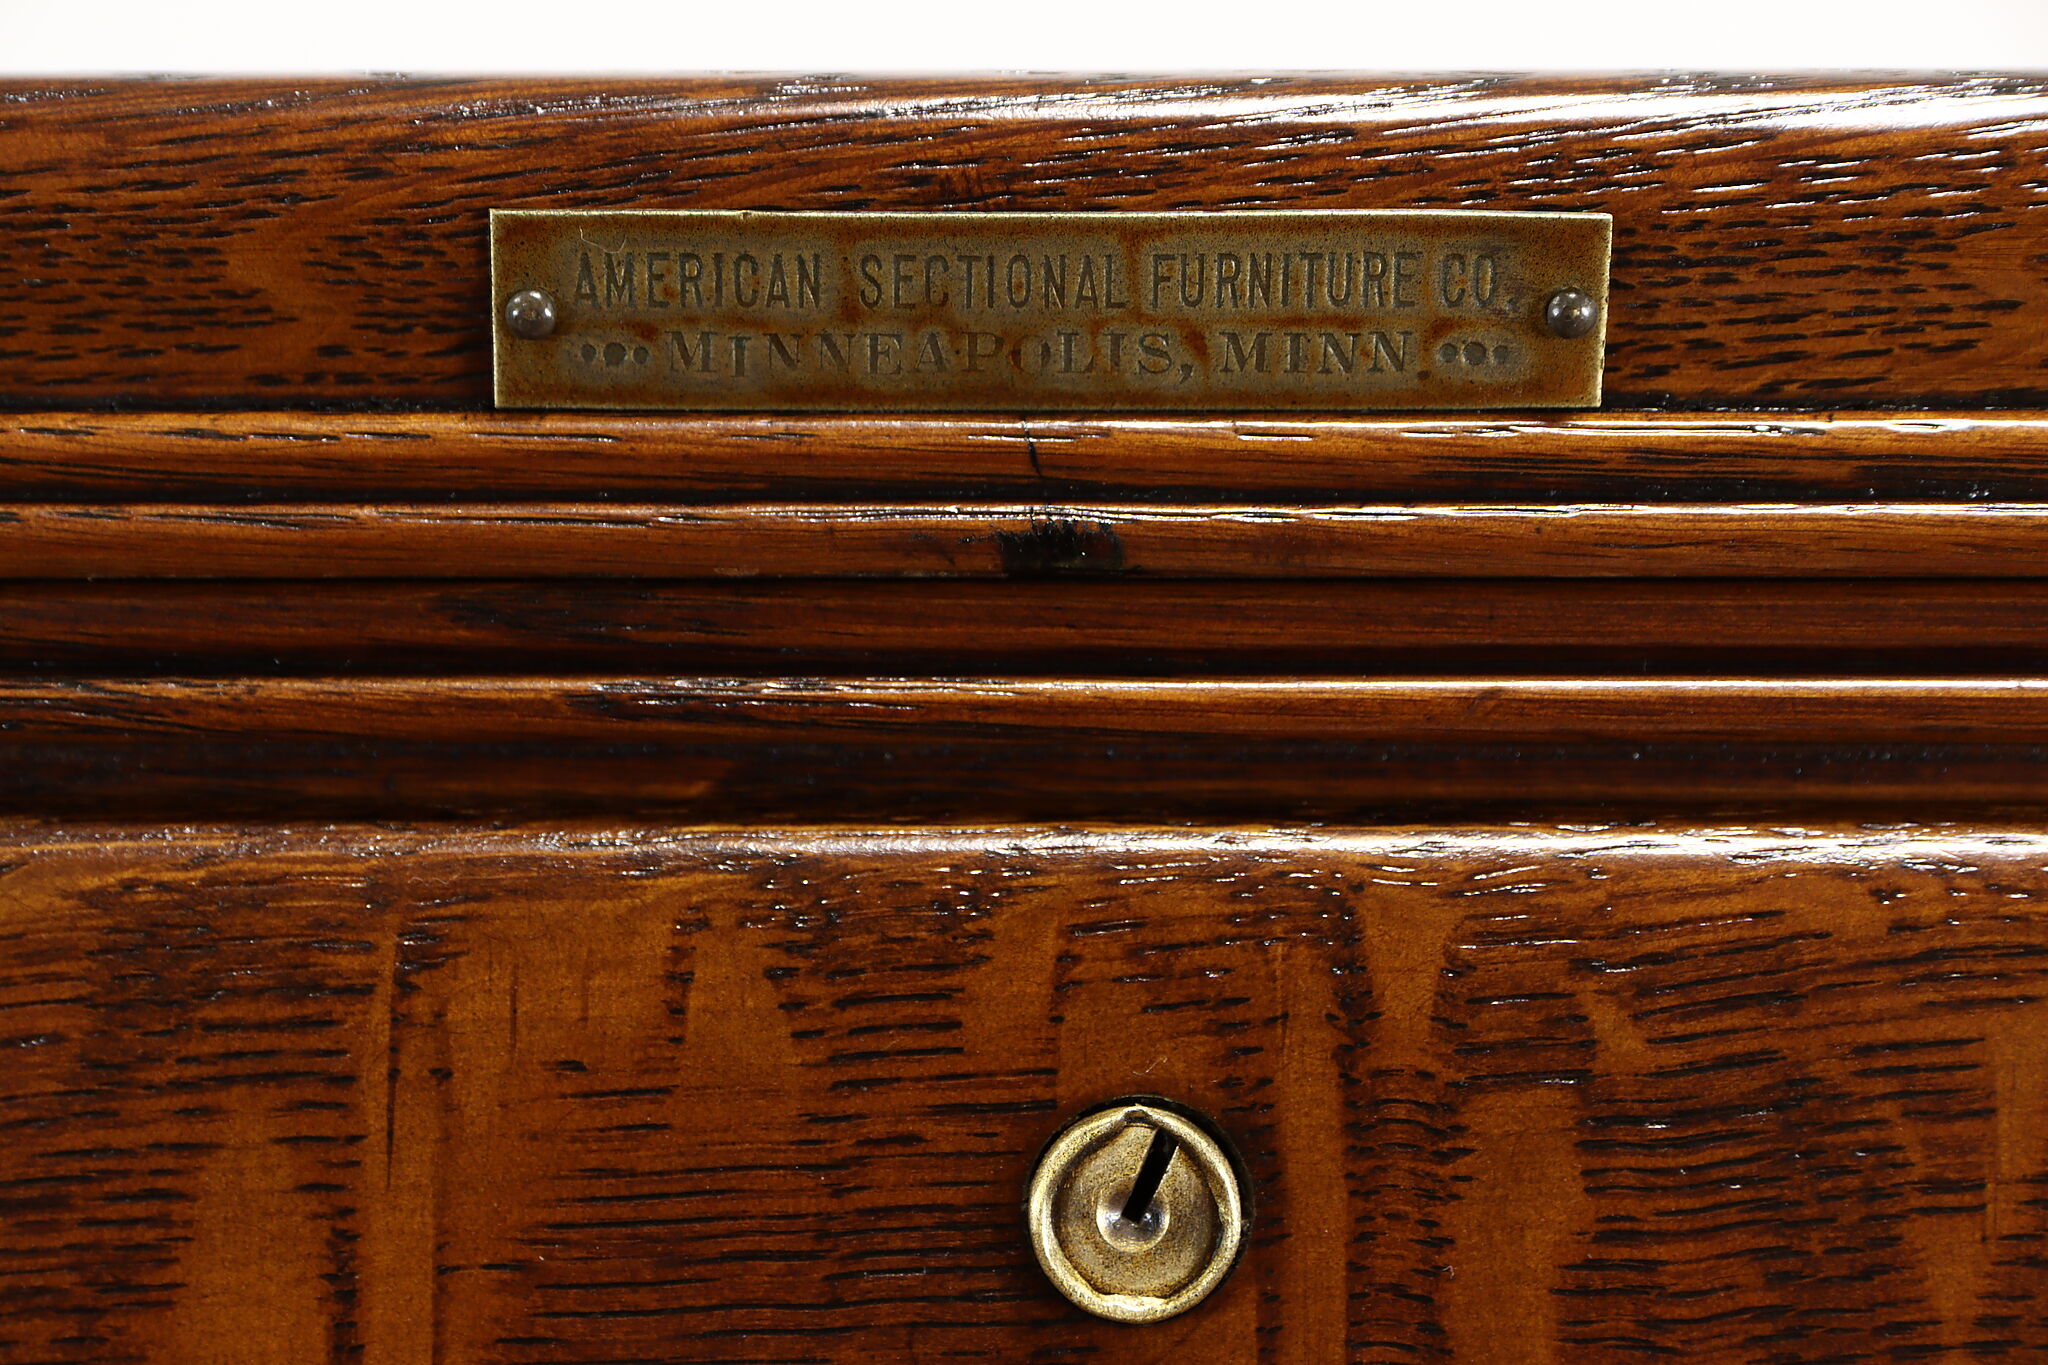 AMERICAN SECTIONAL FURNITURE CO.
MINNEAPOLIS, MINN.